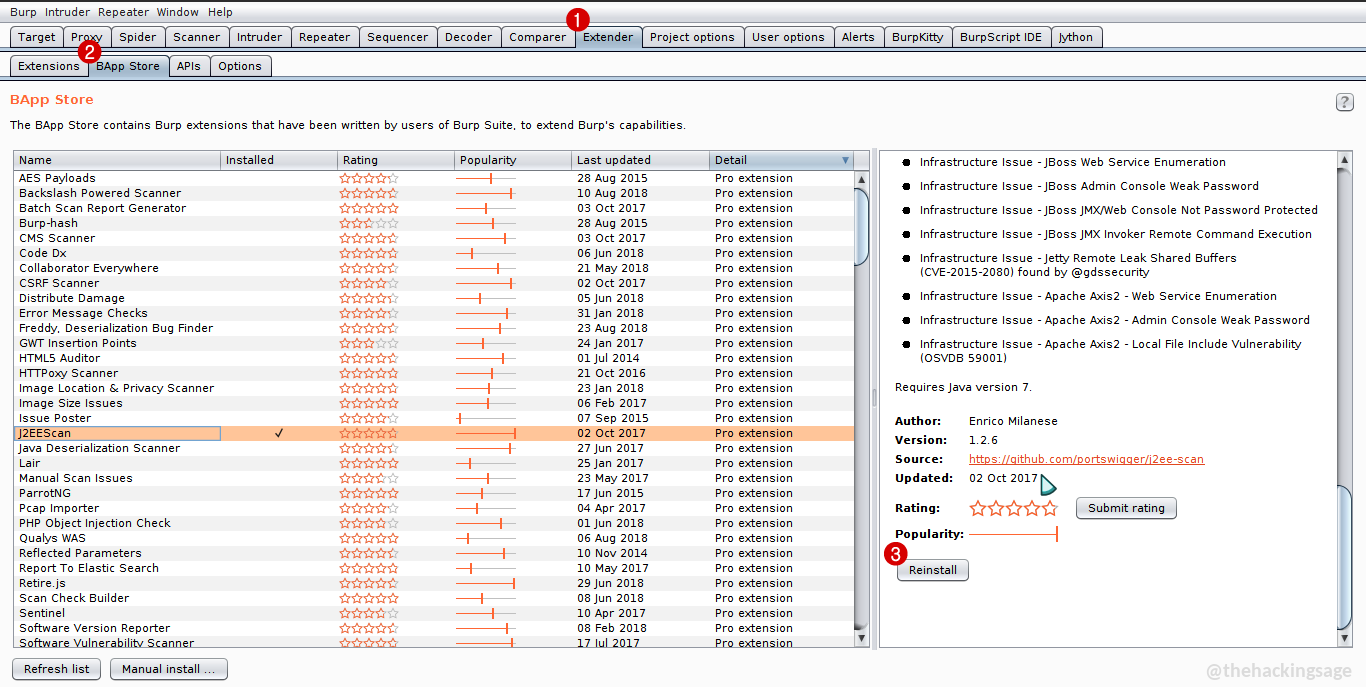 Burp Intruder Repeater Window Help
1
Target Proxy Spider Scanner Intruder Repeater Sequencer Decoder Comparer Extender Project options User options Alerts BurpKitty BurpScript IDE Jython
2
Extensions BApp Store APIs Options
BApp Store
?
The BApp Store contains Burp extensions that have been written by users of Burp Suite, to extend Burp's capabilities.
Name Installed Rating Popularity Last updated Detail
AES Payloads 28 Aug 2015 Pro extension
Backslash Powered Scanner 10 Aug 2018 Pro extension
Batch Scan Report Generator 03 Oct 2017 Pro extension
Burp-hash 28 Aug 2015 Pro extension
CMS Scanner 03 Oct 2017 Pro extension
Code Dx 06 Jun 2018 Pro extension
Collaborator Everywhere 21 May 2018 Pro extension
CSRF Scanner 02 Oct 2017 Pro extension
Distribute Damage 05 Jun 2018 Pro extension
Error Message Checks 31 Jan 2018 Pro extension
Freddy, Deserialization Bug Finder 23 Aug 2018 Pro extension
GWT Insertion Points 24 Jan 2017 Pro extension
HTML5 Auditor 01 Jul 2014 Pro extension
HTTPoxy Scanner 21 Oct 2016 Pro extension
Image Location & Privacy Scanner 23 Jan 2018 Pro extension
Image Size Issues 06 Feb 2017 Pro extension
Issue Poster 07 Sep 2015 Pro extension
J2EEScan ✓ 02 Oct 2017 Pro extension
Java Deserialization Scanner 27 Jun 2017 Pro extension
Lair 25 Jan 2017 Pro extension
Manual Scan Issues 23 May 2017 Pro extension
ParrotNG 17 Jun 2015 Pro extension
Pcap Importer 04 Apr 2017 Pro extension
PHP Object Injection Check 01 Jun 2018 Pro extension
Qualys WAS 06 Aug 2018 Pro extension
Reflected Parameters 10 Nov 2014 Pro extension
Report To Elastic Search 10 May 2017 Pro extension
Retire.js 29 Jun 2018 Pro extension
Scan Check Builder 08 Jun 2018 Pro extension
Sentinel 10 Apr 2017 Pro extension
Software Version Reporter 08 Feb 2018 Pro extension
Software Vulnerability Scanner 17 Jul 2017 Pro extension
Refresh list Manual install ...
Infrastructure Issue - JBoss Web Service Enumeration
Infrastructure Issue - JBoss Admin Console Weak Password
Infrastructure Issue - JBoss JMX/Web Console Not Password Protected
Infrastructure Issue - JBoss JMX Invoker Remote Command Execution
Infrastructure Issue - Jetty Remote Leak Shared Buffers
(CVE-2015-2080) found by @gdssecurity
Infrastructure Issue - Apache Axis2 - Web Service Enumeration
Infrastructure Issue - Apache Axis2 - Admin Console Weak Password
Infrastructure Issue - Apache Axis2 - Local File Include Vulnerability
(OSVDB 59001)
Requires Java version 7.
Author: Enrico Milanese
Version: 1.2.6
Source: https://github.com/portswigger/j2ee-scan
Updated: 02 Oct 2017
Rating: Submit rating
Popularity:
3
Reinstall
@thehackingsage